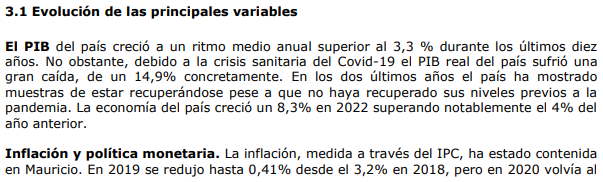 3.1 Evolución de las principales variables
El PIB del país creció a un ritmo medio anual superior al 3,3 % durante los últimos diez
años. No obstante, debido a la crisis sanitaria del Covid-19 el PIB real del país sufrió una
gran caída, de un 14,9% concretamente. En los dos últimos años el país ha mostrado
muestras de estar recuperándose pese a que no haya recuperado sus niveles previos a la
pandemia. La economía del país creció un 8,3% en 2022 superando notablemente el 4% del
año anterior.
Inflación y política monetaria. La inflación, medida a través del IPC, ha estado contenida
en Mauricio. En 2019 se redujo hasta 0,41% desde el 3,2% en 2018, pero en 2020 volvía al